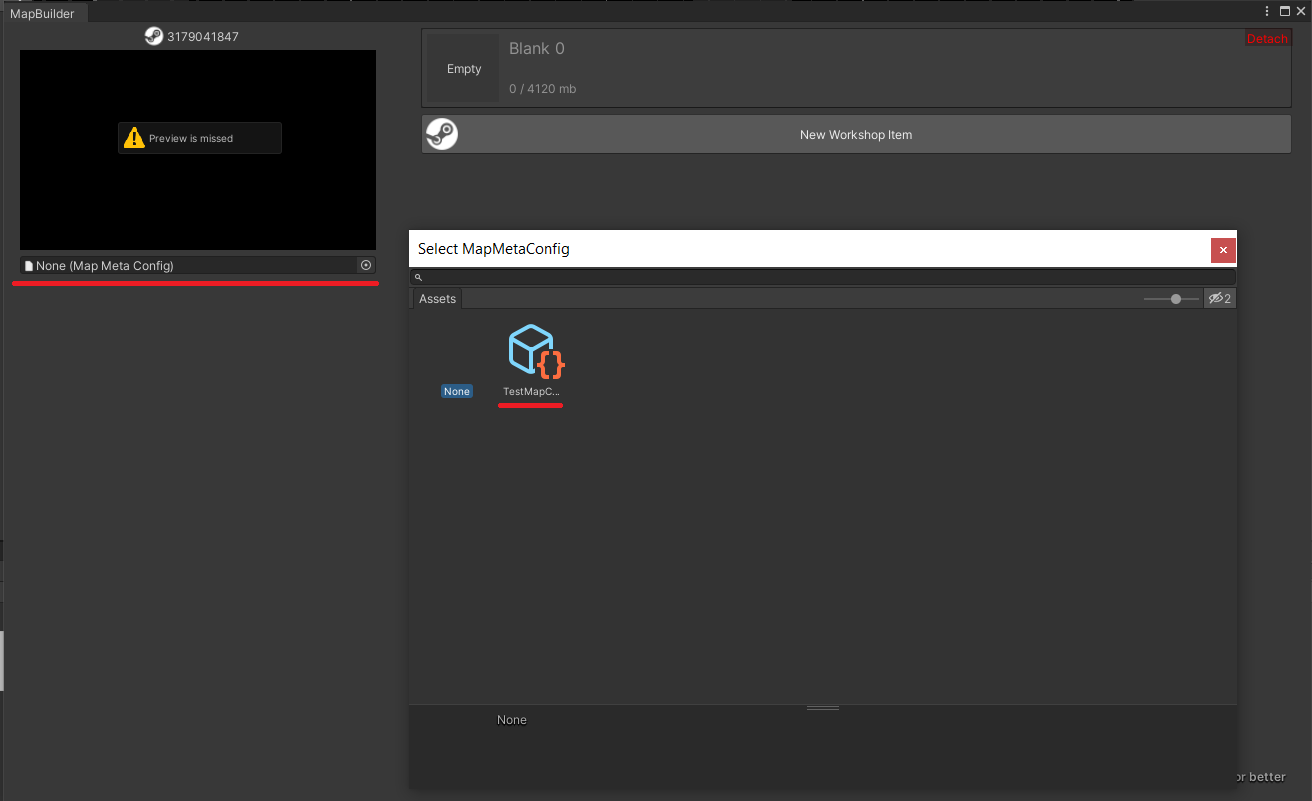 MapBuilder
3179041847
Preview is missed
None (Map Meta Config)
Empty
Blank 0
0 / 4120 mb
Detach
New Workshop Item
Select MapMetaConfig
Assets
2
None
TestMapC...
None
or better